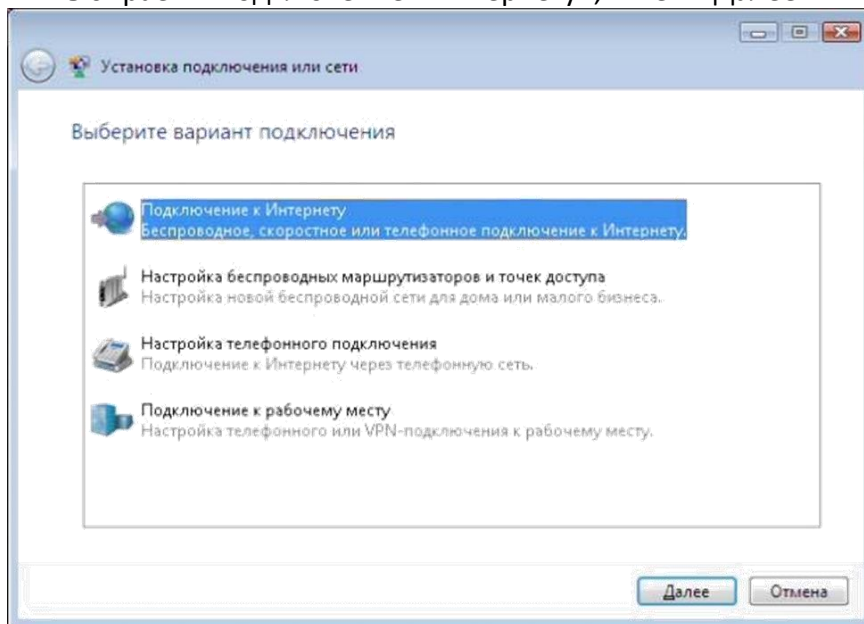 Установка подключения или сети
Выберите вариант подключения
Подключение к Интернету
Беспроводное, скоростное или телефонное подключение к Интернету.
Настройка беспроводных маршрутизаторов и точек доступа
Настройка новой беспроводной сети для дома или малого бизнеса.
Настройка телефонного подключения
Подключение к Интернету через телефонную сеть.
Подключение к рабочему месту
Настройка телефонного или VPN-подключения к рабочему месту.
Далее
Отмена